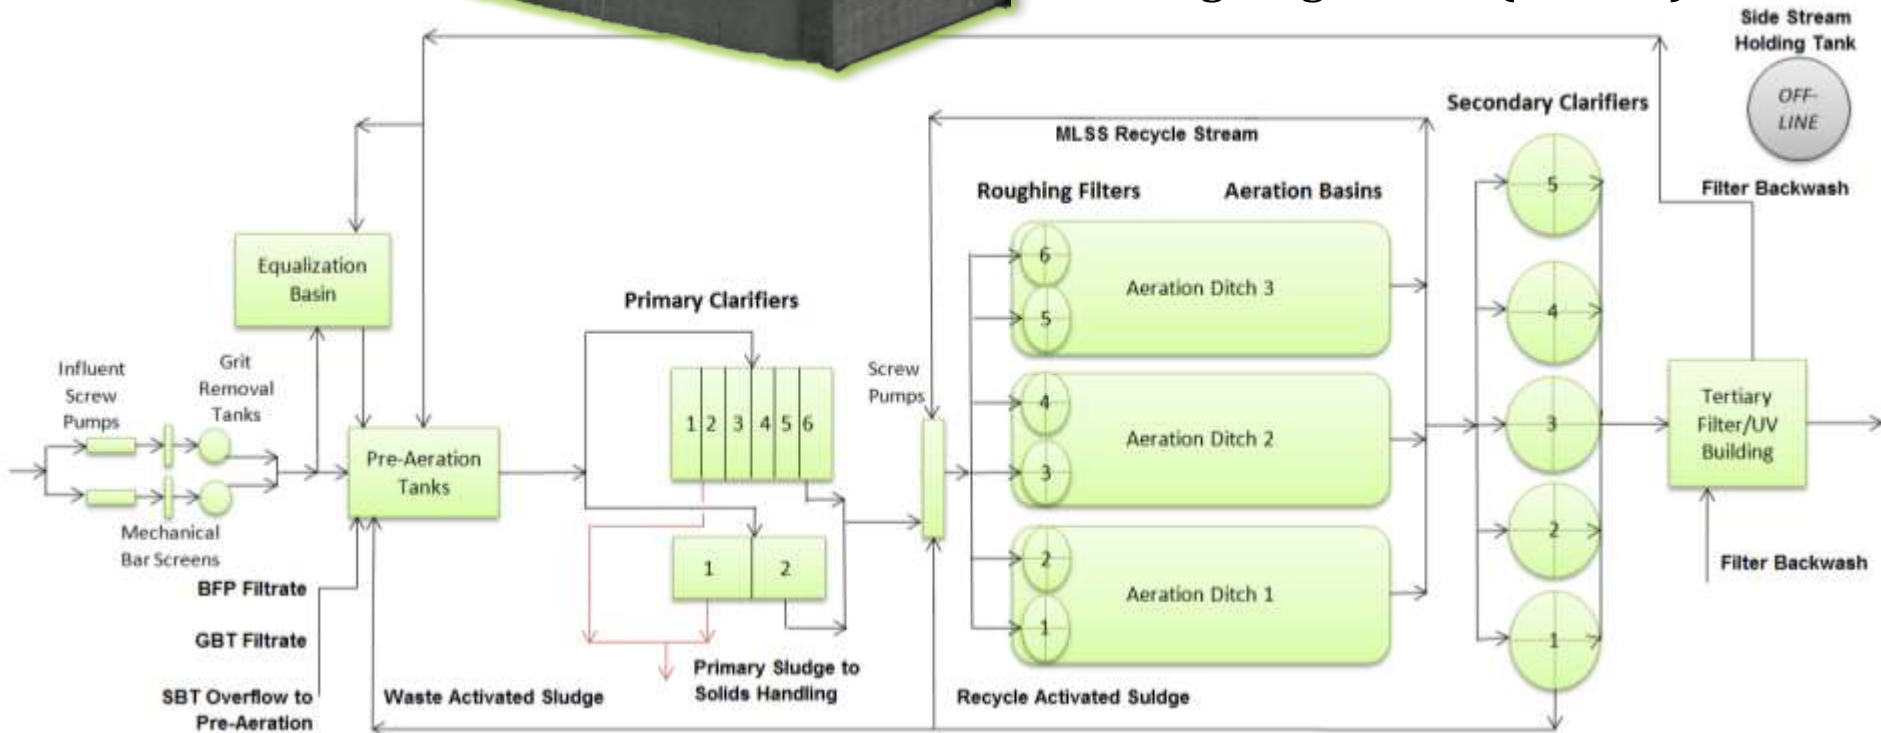 Side Stream
Holding Tank
OFF-
LINE
Filter Backwash
Secondary Clarifiers
5
4
3
2
1
MLSS Recycle Stream
Roughing Filters
Aeration Basins
6
5
Aeration Ditch 3
4
3
Aeration Ditch 2
2
1
Aeration Ditch 1
Equalization
Basin
Primary Clarifiers
1 2 3 4 5 6
1 2
Screw
Pumps
Influent
Screw
Pumps
Grit
Removal
Tanks
Pre-Aeration
Tanks
Mechanical
Bar Screens
BFP Filtrate
GBT Filtrate
SBT Overflow to
Pre-Aeration
Waste Activated Sludge
Primary Sludge to
Solids Handling
Recycle Activated Suldge
Tertiary
Filter/UV
Building
Filter Backwash